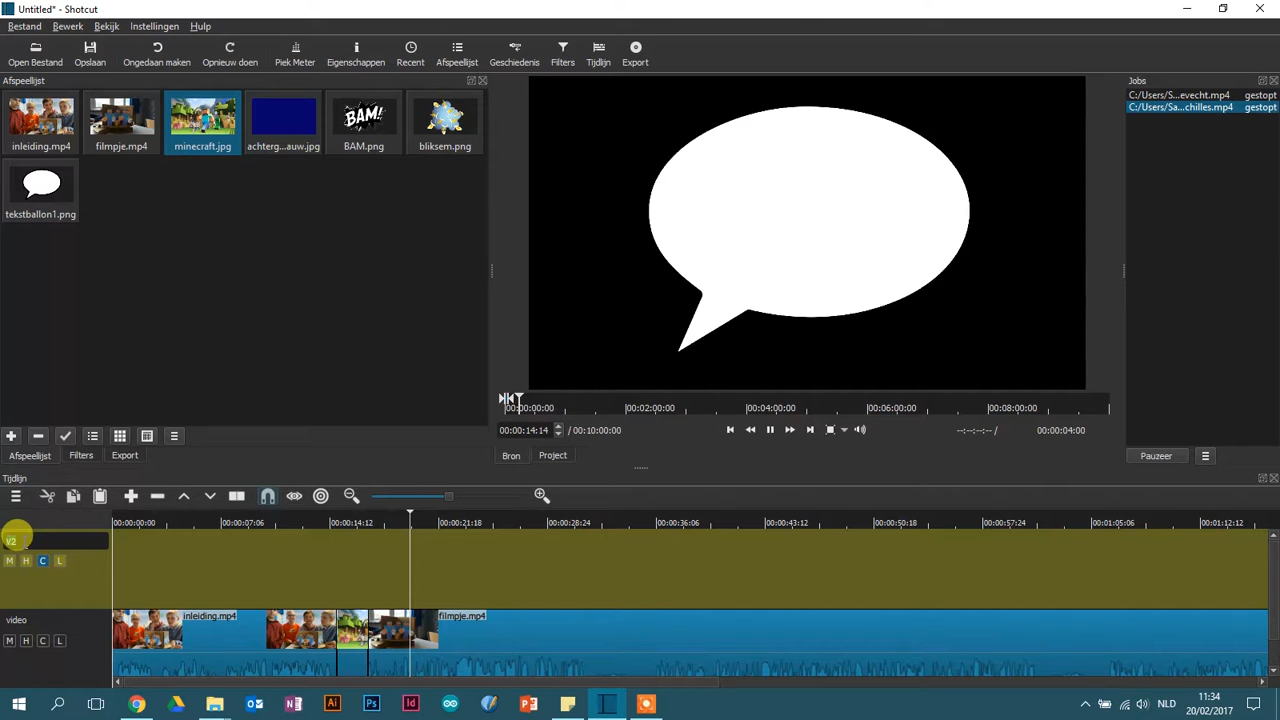 Untitled* - Shotcut
Bestand Bewerk Bekijk Instellingen Hulp
Open Bestand Opslaan Ongedaan maken Opnieuw doen Piek Meter Eigenschappen Recent Afspeellijst Geschiedenis Filters Tijdlijn Export
Afspeellijst
Jobs
C:/Users/S...evecht.mp4 gestopt
C:/Users/Sa...chilles.mp4 gestopt
BAM!
inleiding.mp4 filmpje.mp4 minecraft.jpg achterg...auw.jpg BAM.png bliksem.png
tekstballon1.png
00:00:00:00 |00:02:00:00 |00:04:00:00 |00:06:00:00 |00:08:00:00
00:00:14:14 / 00:10:00:00 --:--:--:-- / 00:00:04:00
Afspeellijst Filters Export Bron Project Pauzeer
Tijdlijn
00:00:00:00 |00:00:07:06 |00:00:14:12 |00:00:21:18 |00:00:28:24 |00:00:36:06 |00:00:43:12 |00:00:50:18 |00:00:57:24 |00:01:05:06 |00:01:12:12
V2
M H C L
video inleiding.mp4 filmpje.mp4
M H C L
11:34
NLD
20/02/2017